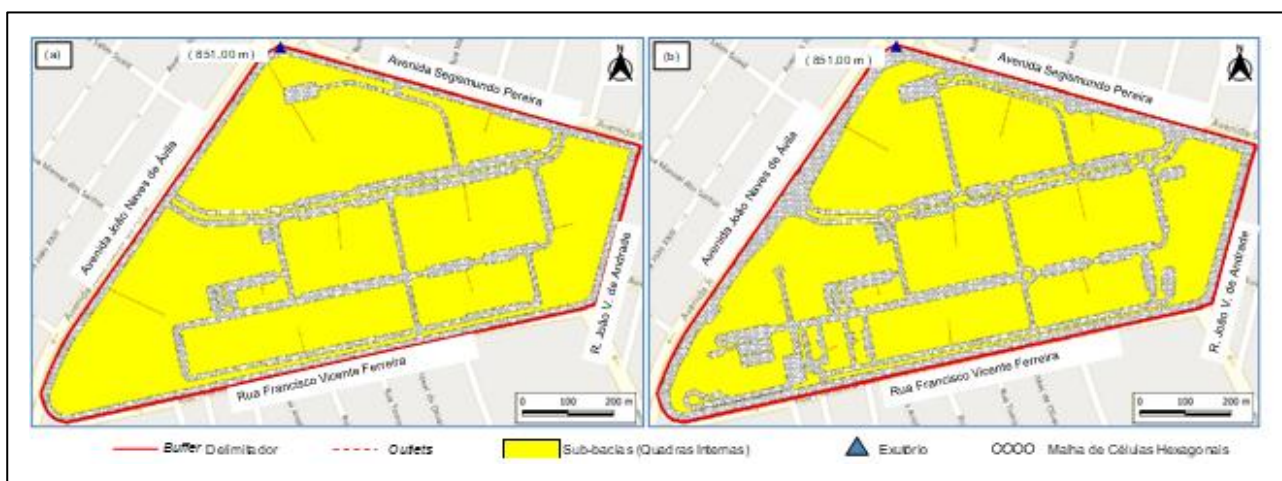 (a)
(851,00 m)
Avenida Segismundo Pereira
N
Avenida João Naves de Ávila
R. João V. de Andrade
Rua Francisco Vicente Ferreira
0 100 200 m
(b)
(851,00 m)
Avenida Segismundo Pereira
N
Avenida João Naves de Ávila
R. João V. de Andrade
Rua Francisco Vicente Ferreira
0 100 200 m
Buffer Delimitador
Outlets
Sub-bacias (Quadras Internas)
Exutório
Malha de Células Hexagonais